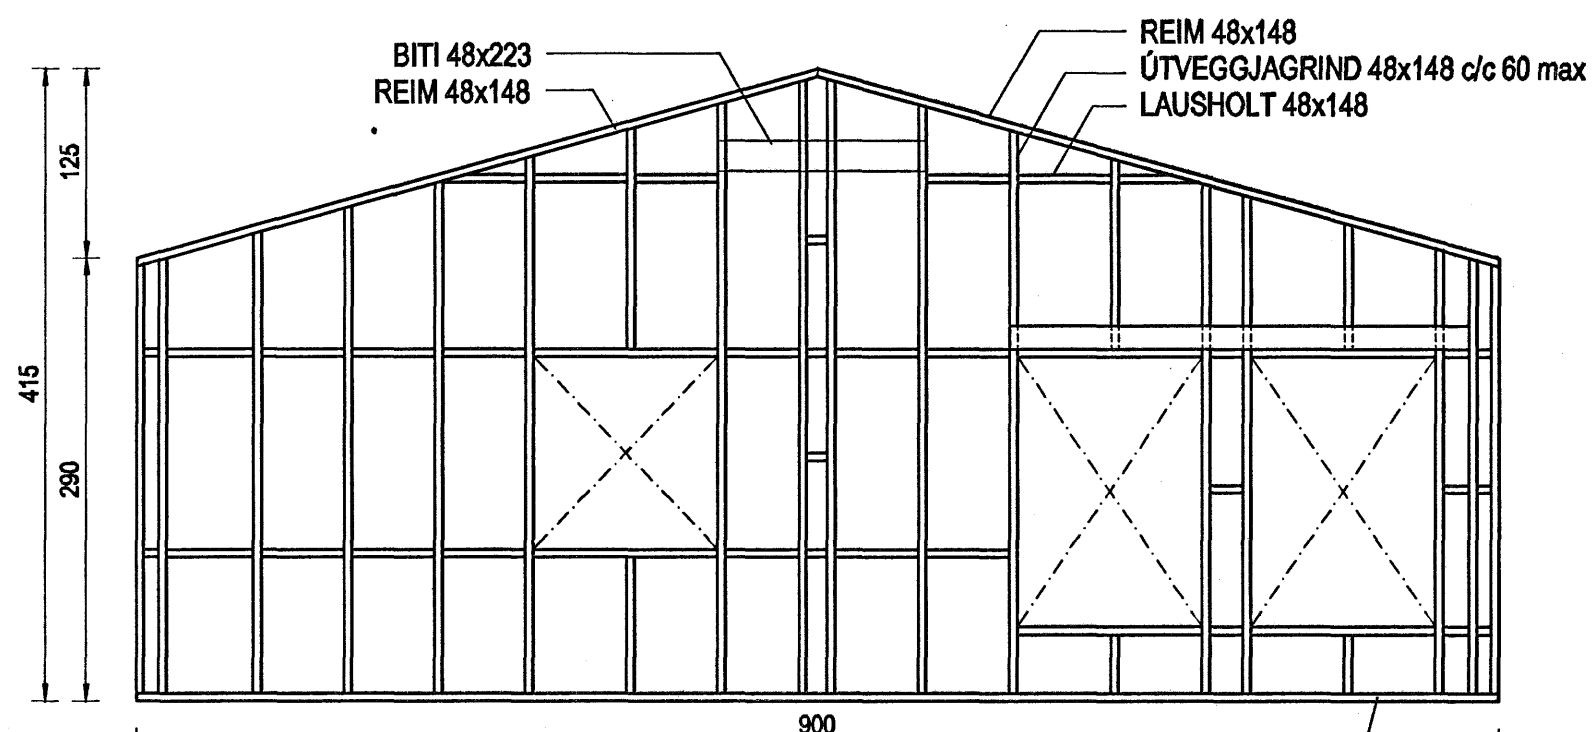 BITI 48x223
REIM 48x148
REIM 48x148
ÚTVEGGJAGRIND 48x148 c/c 60 max
LAUSHOLT 48x148
125
415
290
900